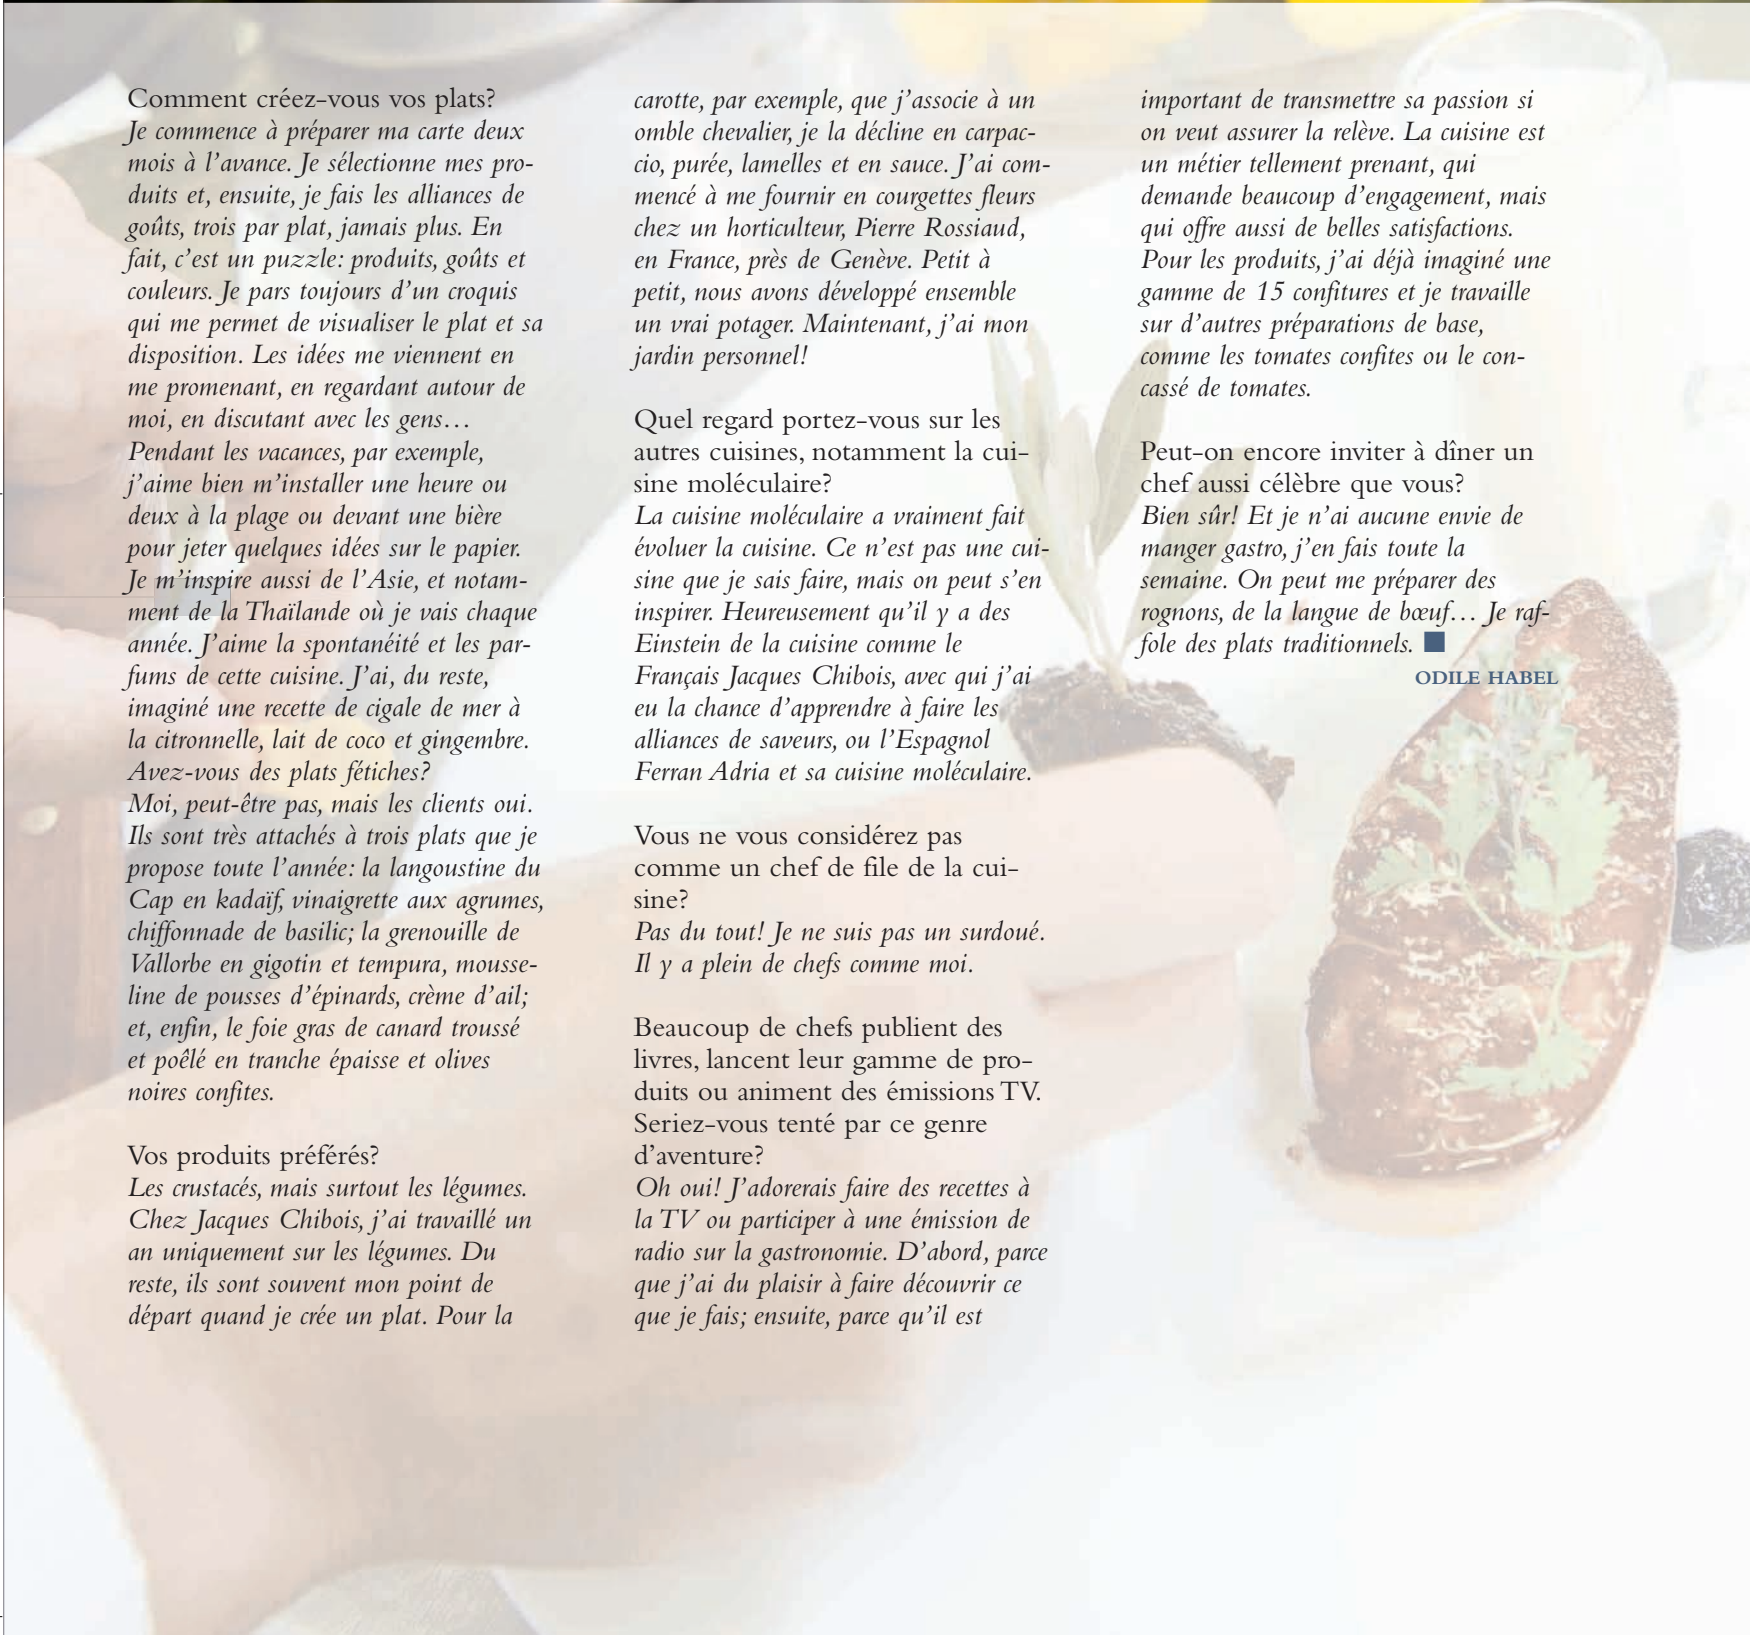 Comment créez-vous vos plats?
Je commence à préparer ma carte deux
mois à l'avance. Je sélectionne mes pro-
duits et, ensuite, je fais les alliances de
goûts, trois par plat, jamais plus. En
fait, c'est un puzzle: produits, goûts et
couleurs. Je pars toujours d'un croquis
qui me permet de visualiser le plat et sa
disposition. Les idées me viennent en
me promenant, en regardant autour de
moi, en discutant avec les gens…
Pendant les vacances, par exemple,
j'aime bien m'installer une heure ou
deux à la plage ou devant une bière
pour jeter quelques idées sur le papier.
Je m'inspire aussi de l'Asie, et notam-
ment de la Thaïlande où je vais chaque
année. J'aime la spontanéité et les par-
fums de cette cuisine. J'ai, du reste,
imaginé une recette de cigale de mer à
la citronnelle, lait de coco et gingembre.
Avez-vous des plats fétiches?
Moi, peut-être pas, mais les clients oui.
Ils sont très attachés à trois plats que je
propose toute l'année: la langoustine du
Cap en kadaïf, vinaigrette aux agrumes,
chiffonnade de basilic; la grenouille de
Vallorbe en gigotin et tempura, mousse-
line de pousses d'épinards, crème d'ail;
et, enfin, le foie gras de canard troussé
et poêlé en tranche épaisse et olives
noires confites.
Vos produits préférés?
Les crustacés, mais surtout les légumes.
Chez Jacques Chibois, j'ai travaillé un
an uniquement sur les légumes. Du
reste, ils sont souvent mon point de
départ quand je crée un plat. Pour la
carotte, par exemple, que j'associe à un
omble chevalier, je la décline en carpac-
cio, purée, lamelles et en sauce. J'ai com-
mencé à me fournir en courgettes fleurs
chez un horticulteur, Pierre Rossiaud,
en France, près de Genève. Petit à
petit, nous avons développé ensemble
un vrai potager. Maintenant, j'ai mon
jardin personnel!
Quel regard portez-vous sur les
autres cuisines, notamment la cui-
sine moléculaire?
La cuisine moléculaire a vraiment fait
évoluer la cuisine. Ce n'est pas une cui-
sine que je sais faire, mais on peut s'en
inspirer. Heureusement qu'il y a des
Einstein de la cuisine comme le
Français Jacques Chibois, avec qui j'ai
eu la chance d'apprendre à faire les
alliances de saveurs, ou l'Espagnol
Ferran Adria et sa cuisine moléculaire.
Vous ne vous considérez pas
comme un chef de file de la cui-
sine?
Pas du tout! Je ne suis pas un surdoué.
Il y a plein de chefs comme moi.
Beaucoup de chefs publient des
livres, lancent leur gamme de pro-
duits ou animent des émissions TV.
Seriez-vous tenté par ce genre
d'aventure?
Oh oui! J'adorerais faire des recettes à
la TV ou participer à une émission de
radio sur la gastronomie. D'abord, parce
que j'ai du plaisir à faire découvrir ce
que je fais; ensuite, parce qu'il est
important de transmettre sa passion si
on veut assurer la relève. La cuisine est
un métier tellement prenant, qui
demande beaucoup d'engagement, mais
qui offre aussi de belles satisfactions.
Pour les produits, j'ai déjà imaginé une
gamme de 15 confitures et je travaille
sur d'autres préparations de base,
comme les tomates confites ou le con-
cassé de tomates.
Peut-on encore inviter à dîner un
chef aussi célèbre que vous?
Bien sûr! Et je n'ai aucune envie de
manger gastro, j'en fais toute la
semaine. On peut me préparer des
rognons, de la langue de bœuf… Je raf-
fole des plats traditionnels.
ODILE HABEL